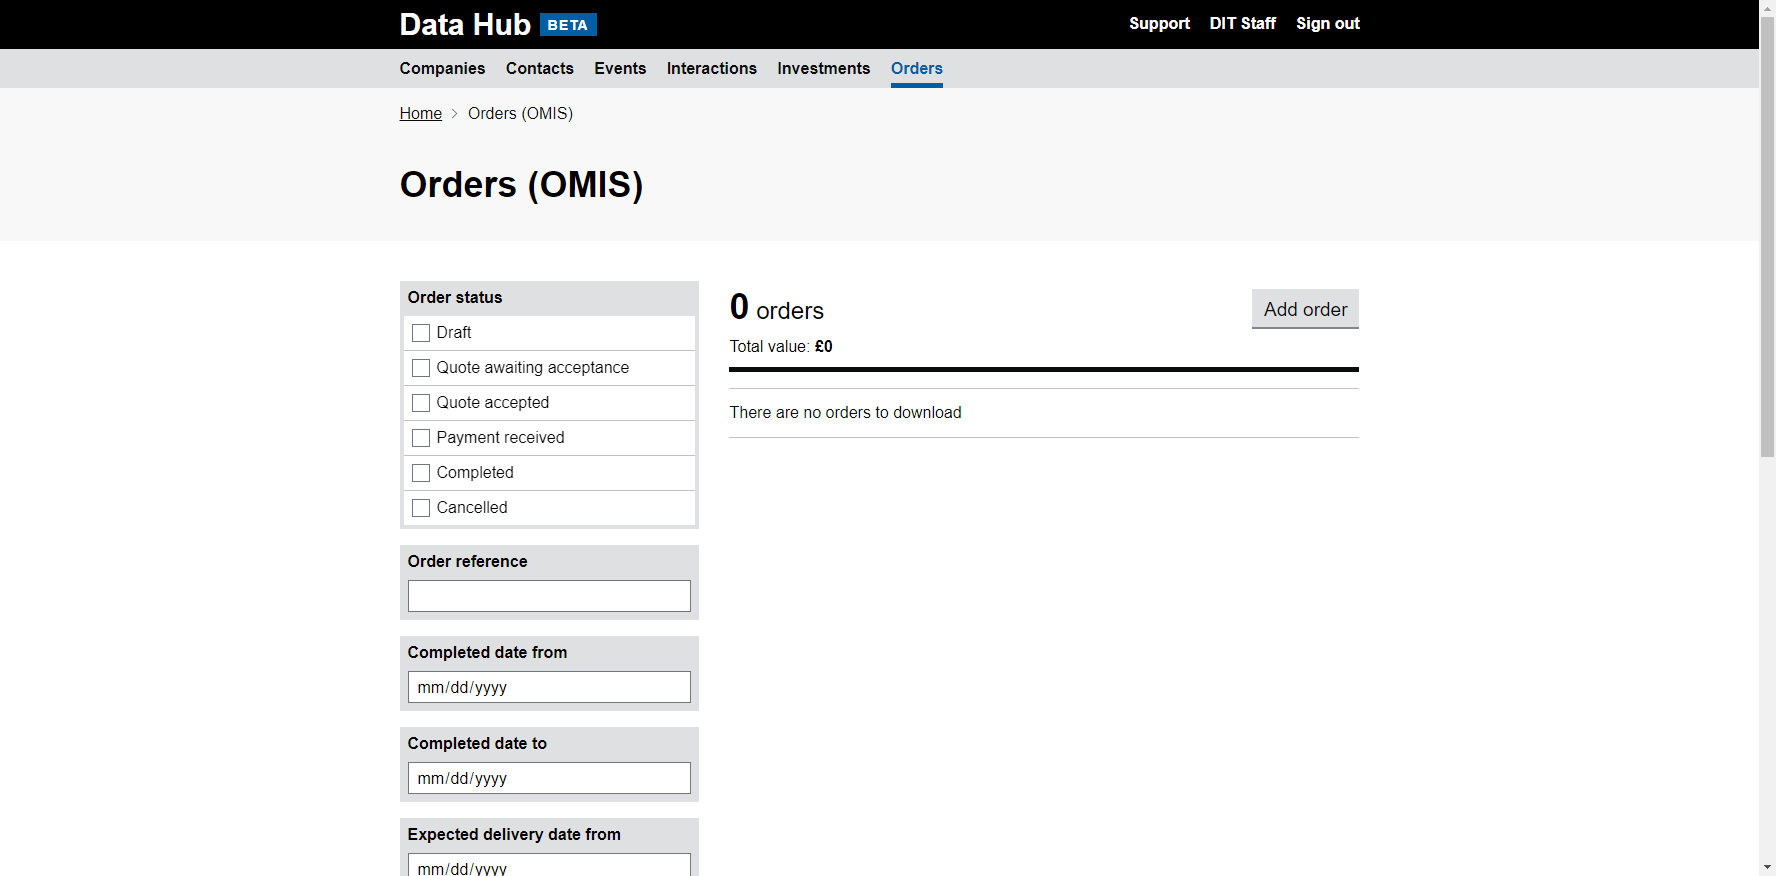 Data Hub BETA
Support DIT Staff Sign out
Companies Contacts Events Interactions Investments Orders
Home Orders (OMIS)
Orders (OMIS)
Order status
Draft
Quote awaiting acceptance
Quote accepted
Payment received
Completed
Cancelled
Order reference
Completed date from
mm/dd/yyyy
Completed date to
mm/dd/yyyy
Expected delivery date from
mm/dd/yyyy
0 orders
Add order
Total value: £0
There are no orders to download